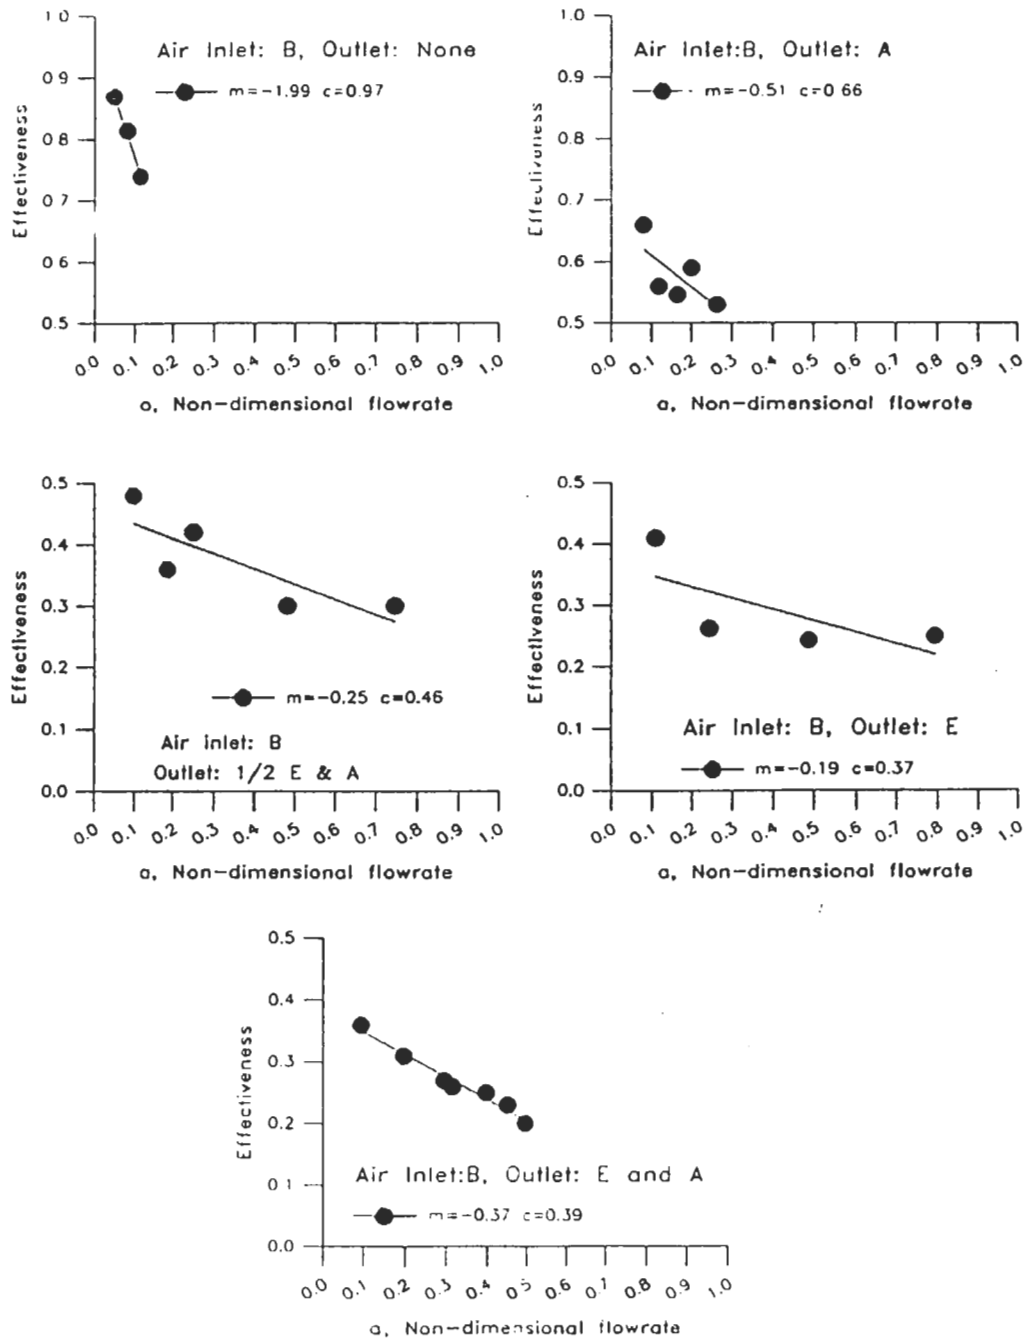 1.0
Air Inlet: B, Outlet: None
0.9
m=-1.99 c=0.97
0.8
0.7
0.6
0.5
Effectiveness
0.0 0.1 0.2 0.3 0.4 0.5 0.6 0.7 0.8 0.9 1.0
a, Non-dimensional flowrate
1.0
Air Inlet:B, Outlet: A
0.9
m=-0.51 c=0.66
0.8
0.7
0.6
0.5
Effectiveness
0.0 0.1 0.2 0.3 0.4 0.5 0.6 0.7 0.8 0.9 1.0
a, Non-dimensional flowrate
0.5
0.4
0.3
0.2
m=-0.25 c=0.46
0.1
Air Inlet: B
Outlet: 1/2 E & A
0.0
Effectiveness
0.0 0.1 0.2 0.3 0.4 0.5 0.6 0.7 0.8 0.9 1.0
a, Non-dimensional flowrate
0.5
0.4
0.3
0.2
0.1
Air Inlet: B, Outlet: E
m=-0.19 c=0.37
0.0
Effectiveness
0.0 0.1 0.2 0.3 0.4 0.5 0.6 0.7 0.8 0.9 1.0
a, Non-dimensional flowrate
0.5
0.4
0.3
0.2
Air Inlet:B, Outlet: E and A
0.1
m=-0.37 c=0.39
0.0
Effectiveness
0.0 0.1 0.2 0.3 0.4 0.5 0.6 0.7 0.8 0.9 1.0
a, Non-dimensional flowrate